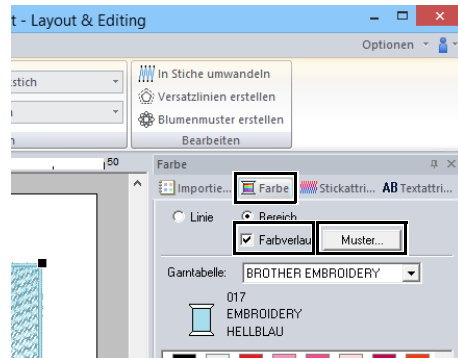 t - Layout & Editing
Optionen
stich
In Stiche umwandeln
Versatzlinien erstellen
Blumenmuster erstellen
Bearbeiten
50
Farbe
Importie... Farbe Stickattri... AB Textattri...
Linie Bereich
Farbverlau Muster...
Garntabelle: BROTHER EMBROIDERY
017
EMBROIDERY
HELLBLAU